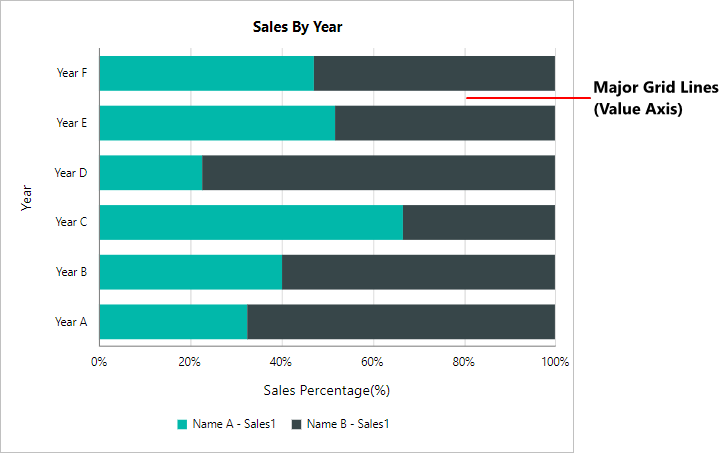 Sales By Year
Major Grid Lines
(Value Axis)
Year F
Year E
Year D
Year C
Year B
Year A
Year
0% 20% 40% 60% 80% 100%
Sales Percentage(%)
Name A - Sales1 Name B - Sales1